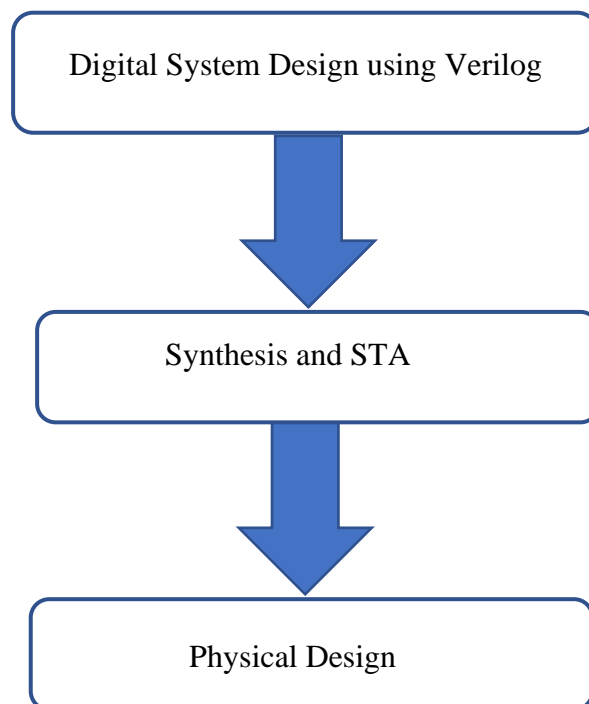 Digital System Design using Verilog
Synthesis and STA
Physical Design